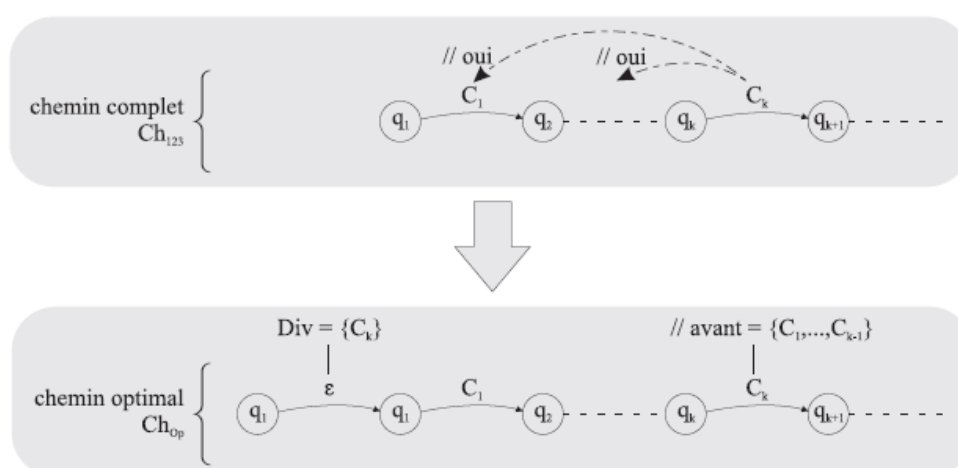 // oui // oui
chemin complet
Ch₁₂₃
C₁ Cₖ
q₁ q₂ qₖ qₖ₊₁
Div = {Cₖ} // avant = {C₁,...,Cₖ₋₁}
chemin optimal
Ch_Op
ε C₁ Cₖ
q₁ q₁ q₂ qₖ qₖ₊₁